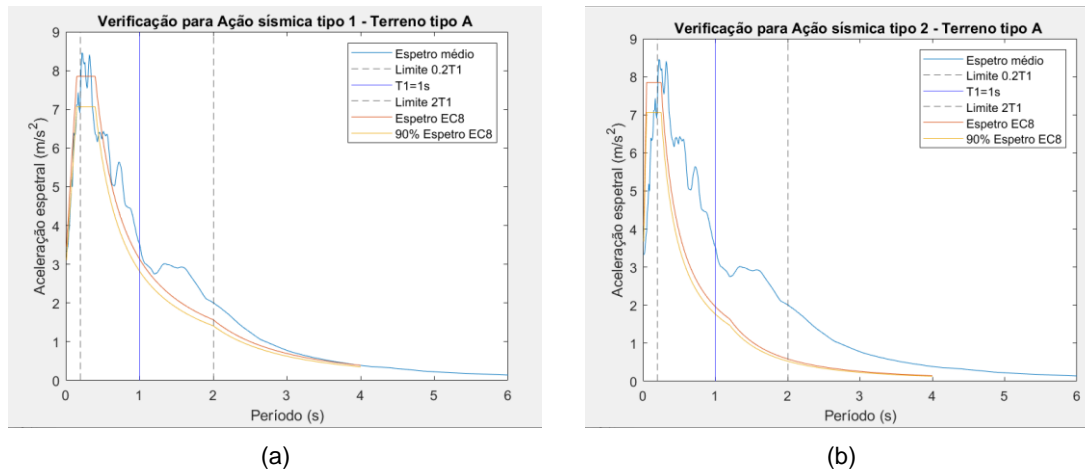 Verificação para Ação sísmica tipo 1 - Terreno tipo A
9
8
7
6
5
4
3
2
1
0
Aceleração espetral (m/s²)
0 1 2 3 4 5 6
Período (s)
Espetro médio
Limite 0.2T1
T1=1s
Limite 2T1
Espetro EC8
90% Espetro EC8
(a)
Verificação para Ação sísmica tipo 2 - Terreno tipo A
9
8
7
6
5
4
3
2
1
0
Aceleração espetral (m/s²)
0 1 2 3 4 5 6
Período (s)
Espetro médio
Limite 0.2T1
T1=1s
Limite 2T1
Espetro EC8
90% Espetro EC8
(b)